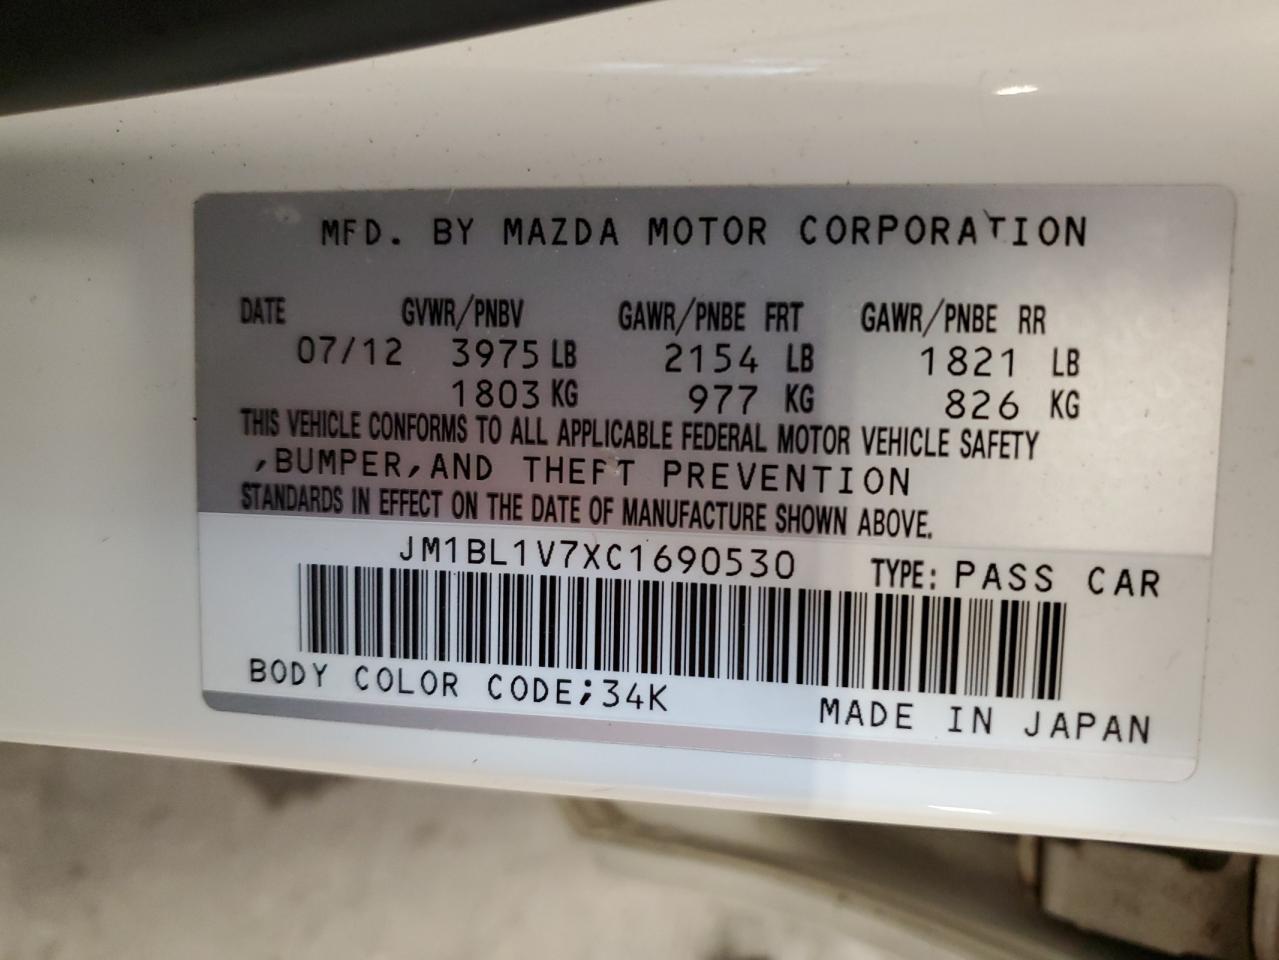 MFD. BY MAZDA MOTOR CORPORATION
DATE GVWR/PNBV GAWR/PNBE FRT GAWR/PNBE RR
07/12 3975 LB 2154 LB 1821 LB
1803 KG 977 KG 826 KG
THIS VEHICLE CONFORMS TO ALL APPLICABLE FEDERAL MOTOR VEHICLE SAFETY
,BUMPER,AND THEFT PREVENTION
STANDARDS IN EFFECT ON THE DATE OF MANUFACTURE SHOWN ABOVE.
JM1BL1V7XC1690530 TYPE: PASS CAR
BODY COLOR CODE;34K MADE IN JAPAN